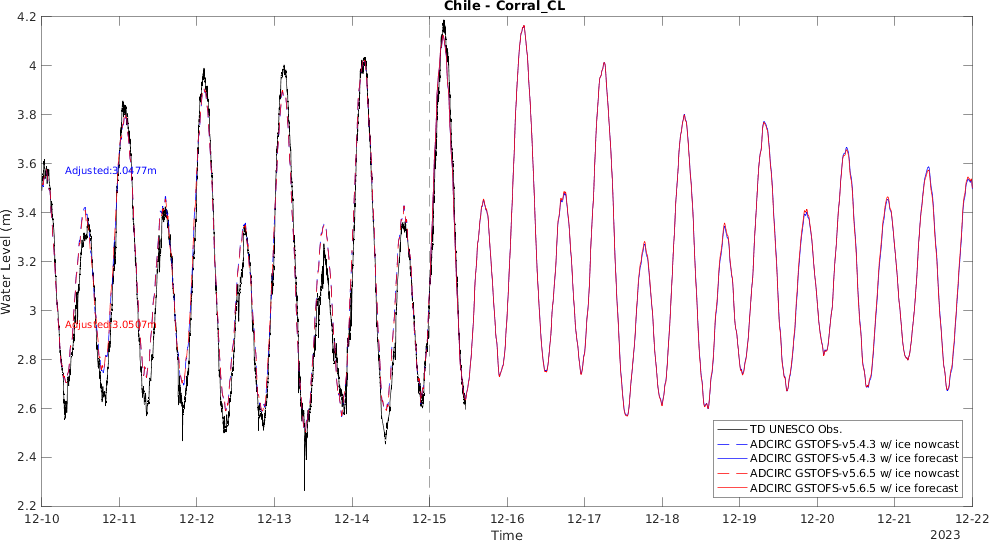 Chile - Corral_CL
4.2
4
3.8
3.6
3.4
3.2
3
2.8
2.6
2.4
2.2
Water Level (m)
Adjusted:3.0477m
Adjusted:3.0507m
TD UNESCO Obs.
ADCIRC GSTOFS-v5.4.3 w/ ice nowcast
ADCIRC GSTOFS-v5.4.3 w/ ice forecast
ADCIRC GSTOFS-v5.6.5 w/ ice nowcast
ADCIRC GSTOFS-v5.6.5 w/ ice forecast
12-10 12-11 12-12 12-13 12-14 12-15 12-16 12-17 12-18 12-19 12-20 12-21 12-22
Time
2023